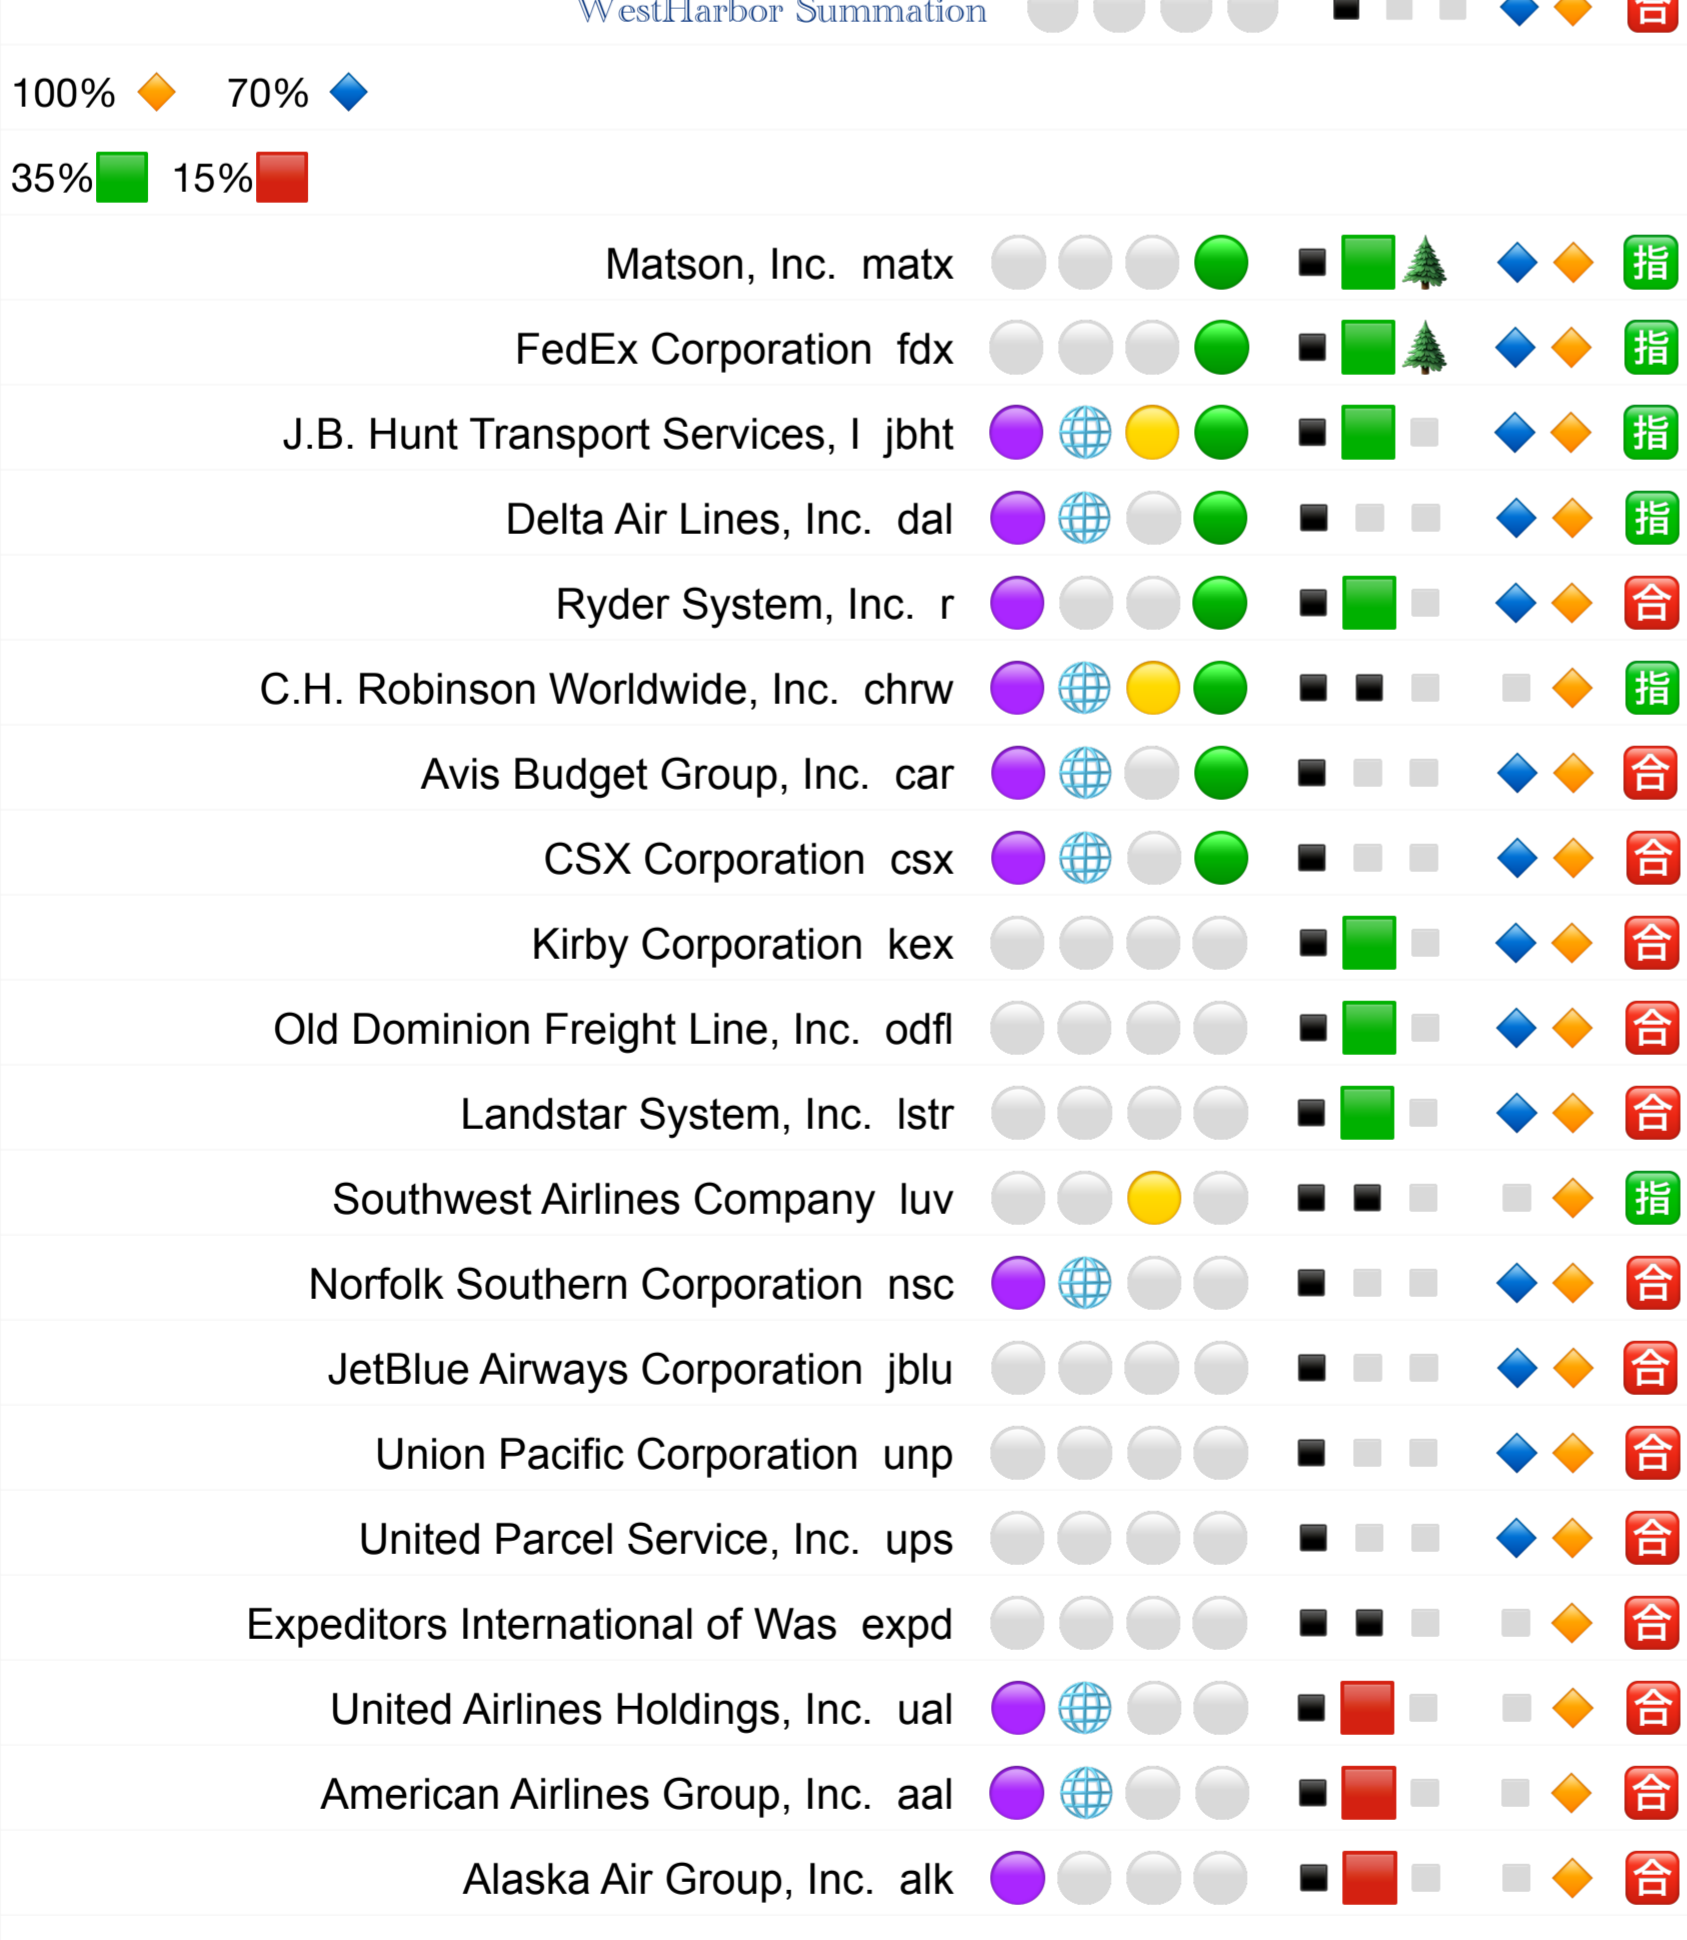 WestHarbor Summation 合
100% 70%
35% 15%
Matson, Inc. matx 指
FedEx Corporation fdx 指
J.B. Hunt Transport Services, I jbht 指
Delta Air Lines, Inc. dal 指
Ryder System, Inc. r 合
C.H. Robinson Worldwide, Inc. chrw 指
Avis Budget Group, Inc. car 合
CSX Corporation csx 合
Kirby Corporation kex 合
Old Dominion Freight Line, Inc. odfl 合
Landstar System, Inc. lstr 合
Southwest Airlines Company luv 指
Norfolk Southern Corporation nsc 合
JetBlue Airways Corporation jblu 合
Union Pacific Corporation unp 合
United Parcel Service, Inc. ups 合
Expeditors International of Was expd 合
United Airlines Holdings, Inc. ual 合
American Airlines Group, Inc. aal 合
Alaska Air Group, Inc. alk 合